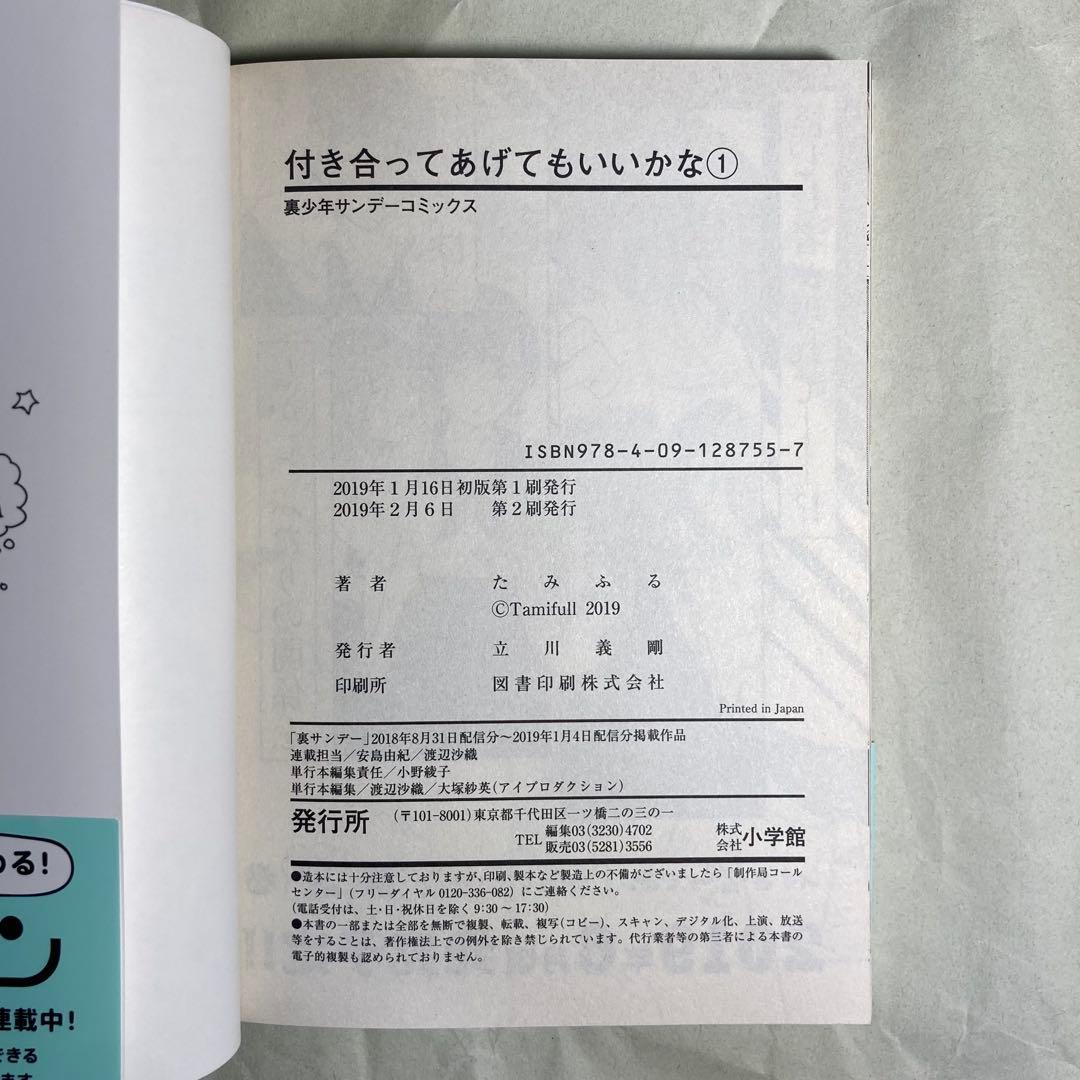 付き合ってあげてもいいかな①
裏少年サンデーコミックス
ISBN978-4-09-128755-7
2019年1月16日初版第1刷発行
2019年2月6日 第2刷発行
著者 たみふる
©Tamifull 2019
発行者 立川義剛
印刷所 図書印刷株式会社
Printed in Japan
「裏サンデー」2018年8月31日配信分~2019年1月4日配信分掲載作品
連載担当/安島由紀/渡辺沙織
単行本編集責任/小野綾子
単行本編集/渡辺沙織/大塚紗英(アイプロダクション)
発行所 (〒101-8001)東京都千代田区一ツ橋二の三の一
TEL 編集03(3230)4702
販売03(5281)3556
株式会社 小学館
●造本には十分注意しておりますが、印刷、製本など製造上の不備がございましたら「制作局コール
センター」(フリーダイヤル0120-336-082)にご連絡ください。
(電話受付は、土・日・祝休日を除く9:30~17:30)
●本書の一部または全部を無断で複製、転載、複写(コピー)、スキャン、デジタル化、上演、放送
等をすることは、著作権法上での例外を除き禁じられています。代行業者等の第三者による本書の
電子的複製も認められておりません。
める!
連載中!
できる
ます